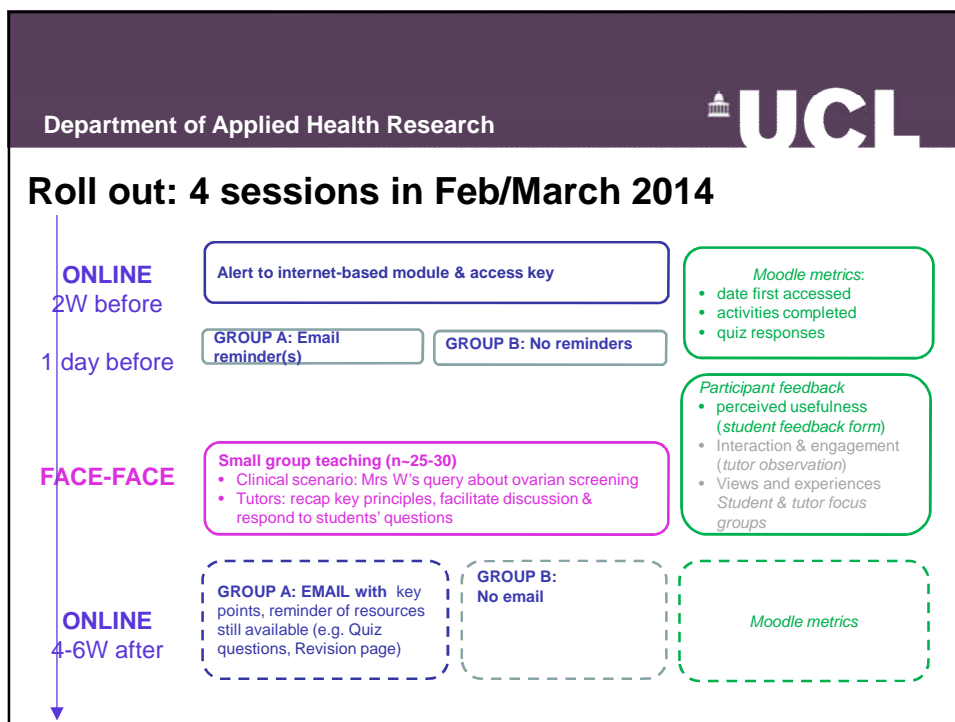 Department of Applied Health Research
UCL
Roll out: 4 sessions in Feb/March 2014
ONLINE
2W before
Alert to internet-based module & access key
Moodle metrics:
• date first accessed
• activities completed
• quiz responses
1 day before
GROUP A: Email
reminder(s)
GROUP B: No reminders
Participant feedback
• perceived usefulness
(student feedback form)
• Interaction & engagement
(tutor observation)
• Views and experiences
Student & tutor focus
groups
FACE-FACE
Small group teaching (n~25-30)
• Clinical scenario: Mrs W's query about ovarian screening
• Tutors: recap key principles, facilitate discussion &
respond to students' questions
ONLINE
4-6W after
GROUP A: EMAIL with key
points, reminder of resources
still available (e.g. Quiz
questions, Revision page)
GROUP B:
No email
Moodle metrics